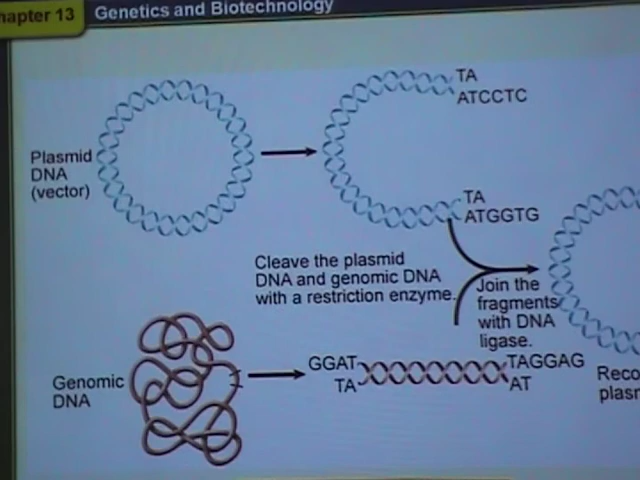 hapter 13
Genetics and Biotechnology
TA
ATCCTC
Plasmid
DNA
(vector)
TA
ATGGTG
Cleave the plasmid
DNA and genomic DNA
with a restriction enzyme.
Join the
fragments
with DNA
ligase.
Genomic
DNA
GGAT
TA
TAGGAG
AT
Reco
plasm